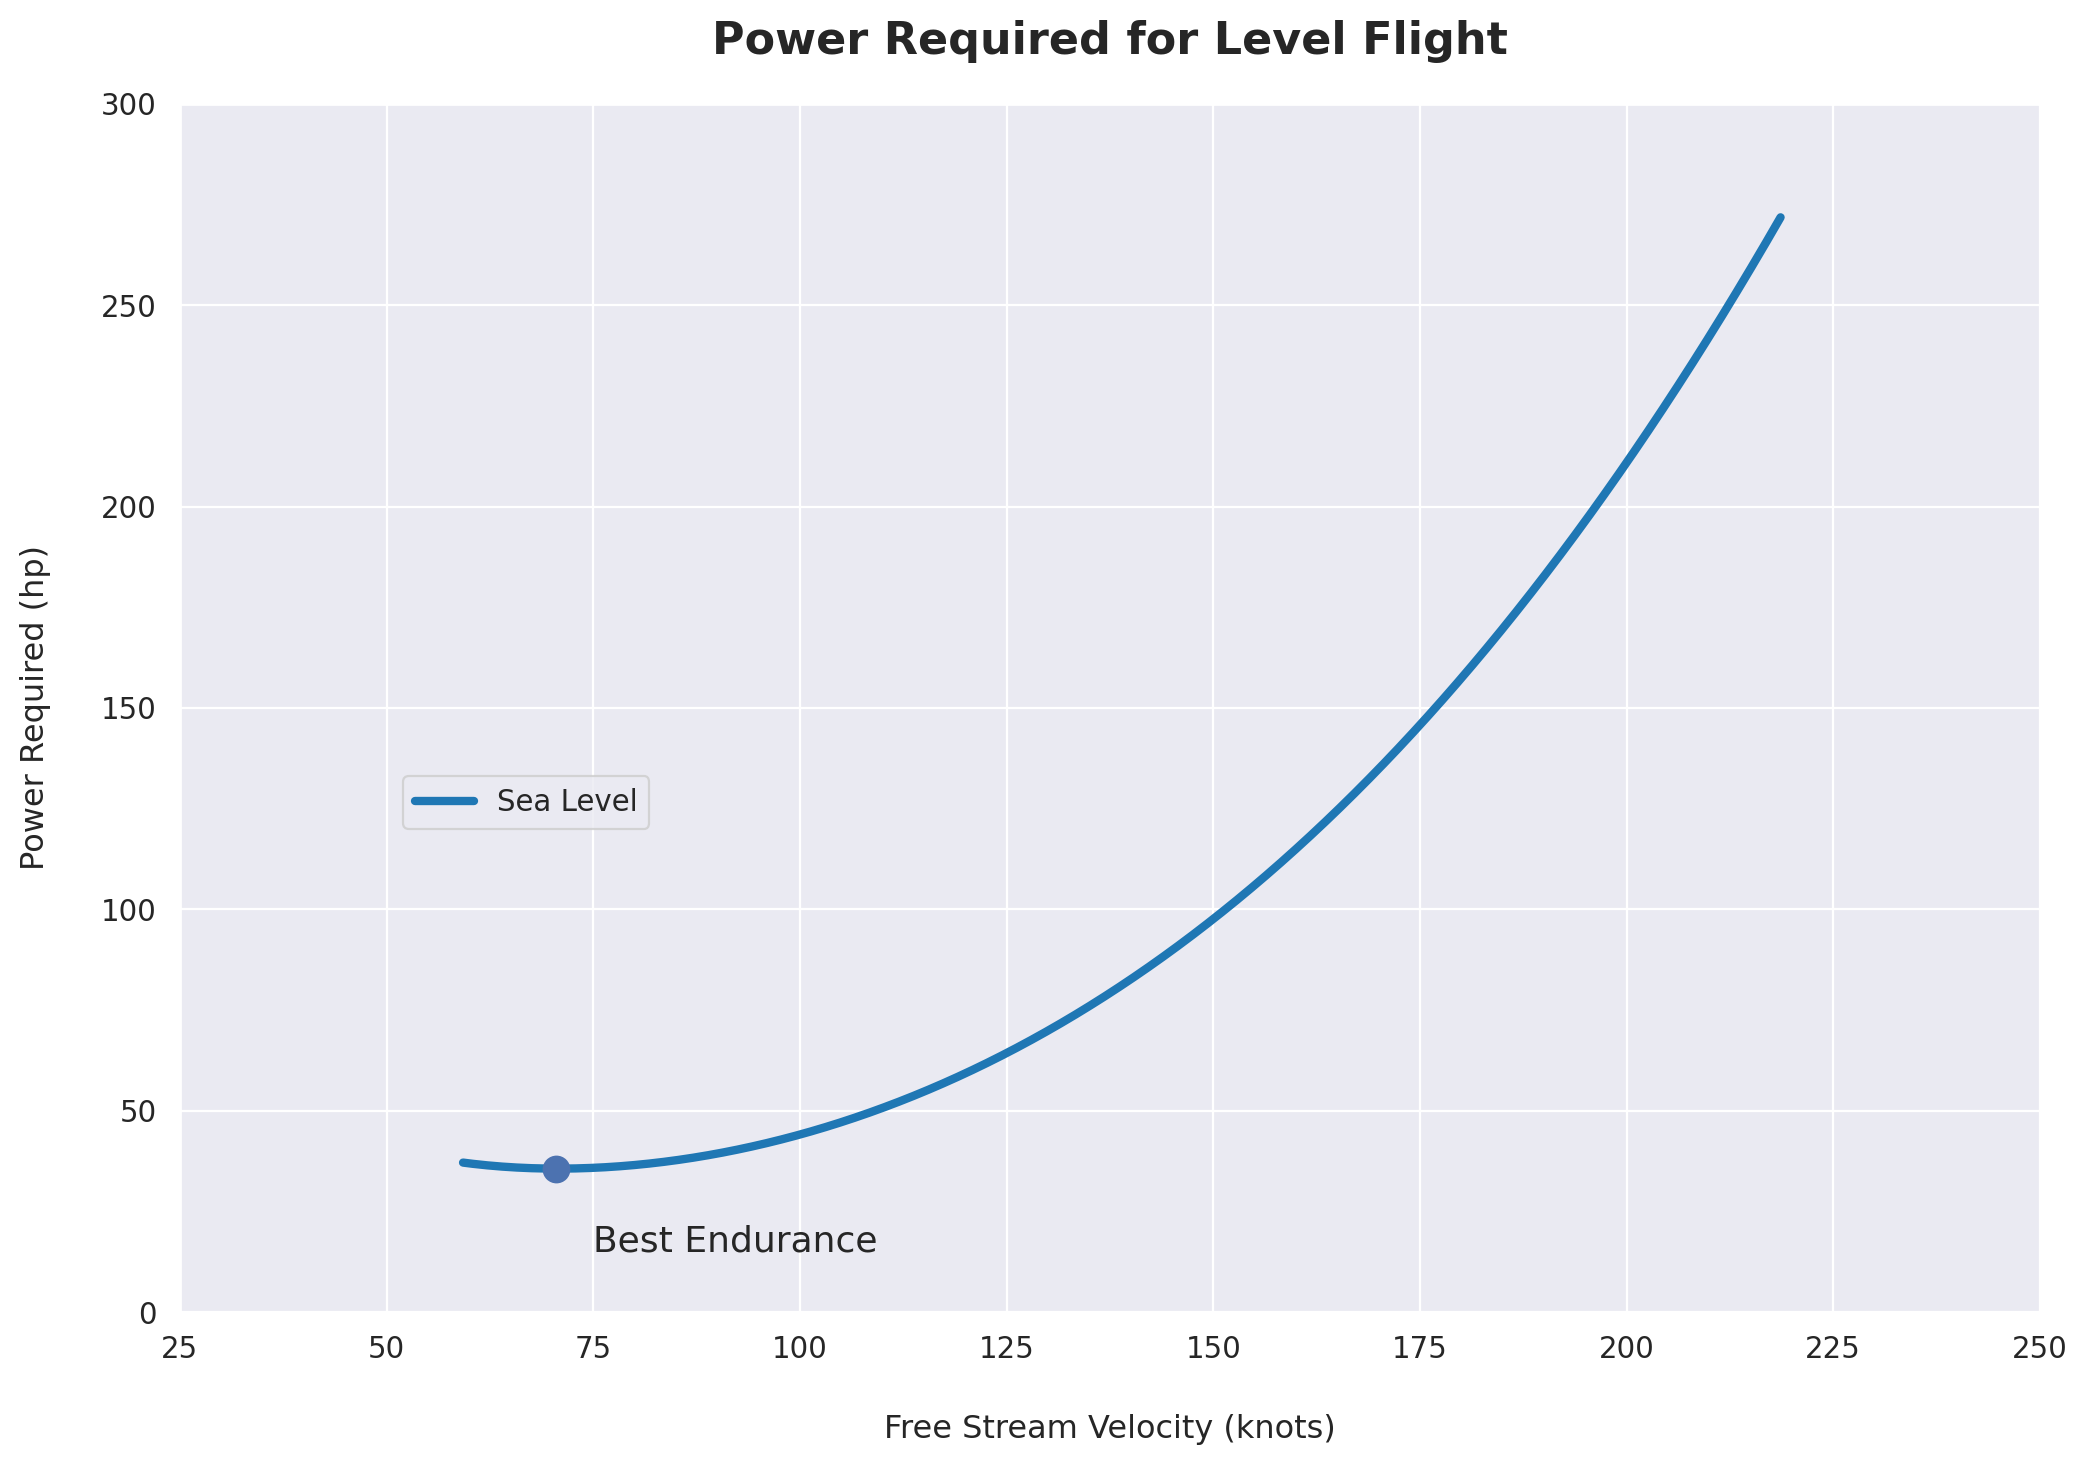 Power Required for Level Flight
300
250
200
150
100
50
0
Power Required (hp)
Sea Level
Best Endurance
25 50 75 100 125 150 175 200 225 250
Free Stream Velocity (knots)